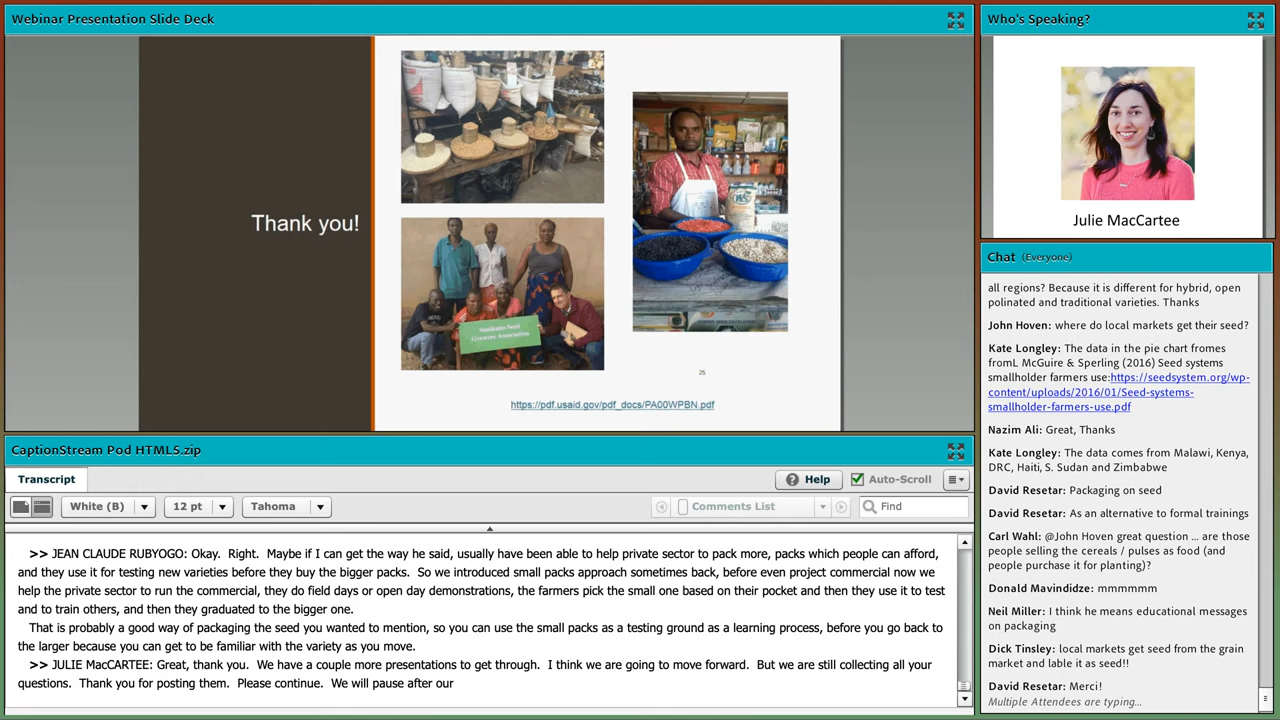 Webinar Presentation Slide Deck
Thank you!
25
https://pdf.usaid.gov/pdf_docs/PA00WPBN.pdf
Who's Speaking?
Julie MacCartee
Chat (Everyone)
all regions? Because it is different for hybrid, open
polinated and traditional varieties. Thanks
John Hoven: where do local markets get their seed?
Kate Longley: The data in the pie chart fromes
fromL McGuire & Sperling (2016) Seed systems
smallholder farmers use:https://seedsystem.org/wp-
content/uploads/2016/01/Seed-systems-
smallholder-farmers-use.pdf
Nazim Ali: Great, Thanks
Kate Longley: The data comes from Malawi, Kenya,
DRC, Haiti, S. Sudan and Zimbabwe
David Resetar: Packaging on seed
David Resetar: As an alternative to formal trainings
Carl Wahl: @John Hoven great question ... are those
people selling the cereals / pulses as food (and
people purchase it for planting)?
Donald Mavindidze: mmmmmm
Neil Miller: I think he means educational messages
on packaging
Dick Tinsley: local markets get seed from the grain
market and lable it as seed!!
David Resetar: Merci!
Multiple Attendees are typing...
CaptionStream Pod HTML5.zip
Transcript
Help
Auto-Scroll
White (B)
12 pt
Tahoma
Comments List
Find
>> JEAN CLAUDE RUBYOGO: Okay. Right. Maybe if I can get the way he said, usually have been able to help private sector to pack more, packs which people can afford,
and they use it for testing new varieties before they buy the bigger packs. So we introduced small packs approach sometimes back, before even project commercial now we
help the private sector to run the commercial, they do field days or open day demonstrations, the farmers pick the small one based on their pocket and then they use it to test
and to train others, and then they graduated to the bigger one.
That is probably a good way of packaging the seed you wanted to mention, so you can use the small packs as a testing ground as a learning process, before you go back to
the larger because you can get to be familiar with the variety as you move.
>> JULIE MacCARTEE: Great, thank you. We have a couple more presentations to get through. I think we are going to move forward. But we are still collecting all your
questions. Thank you for posting them. Please continue. We will pause after our